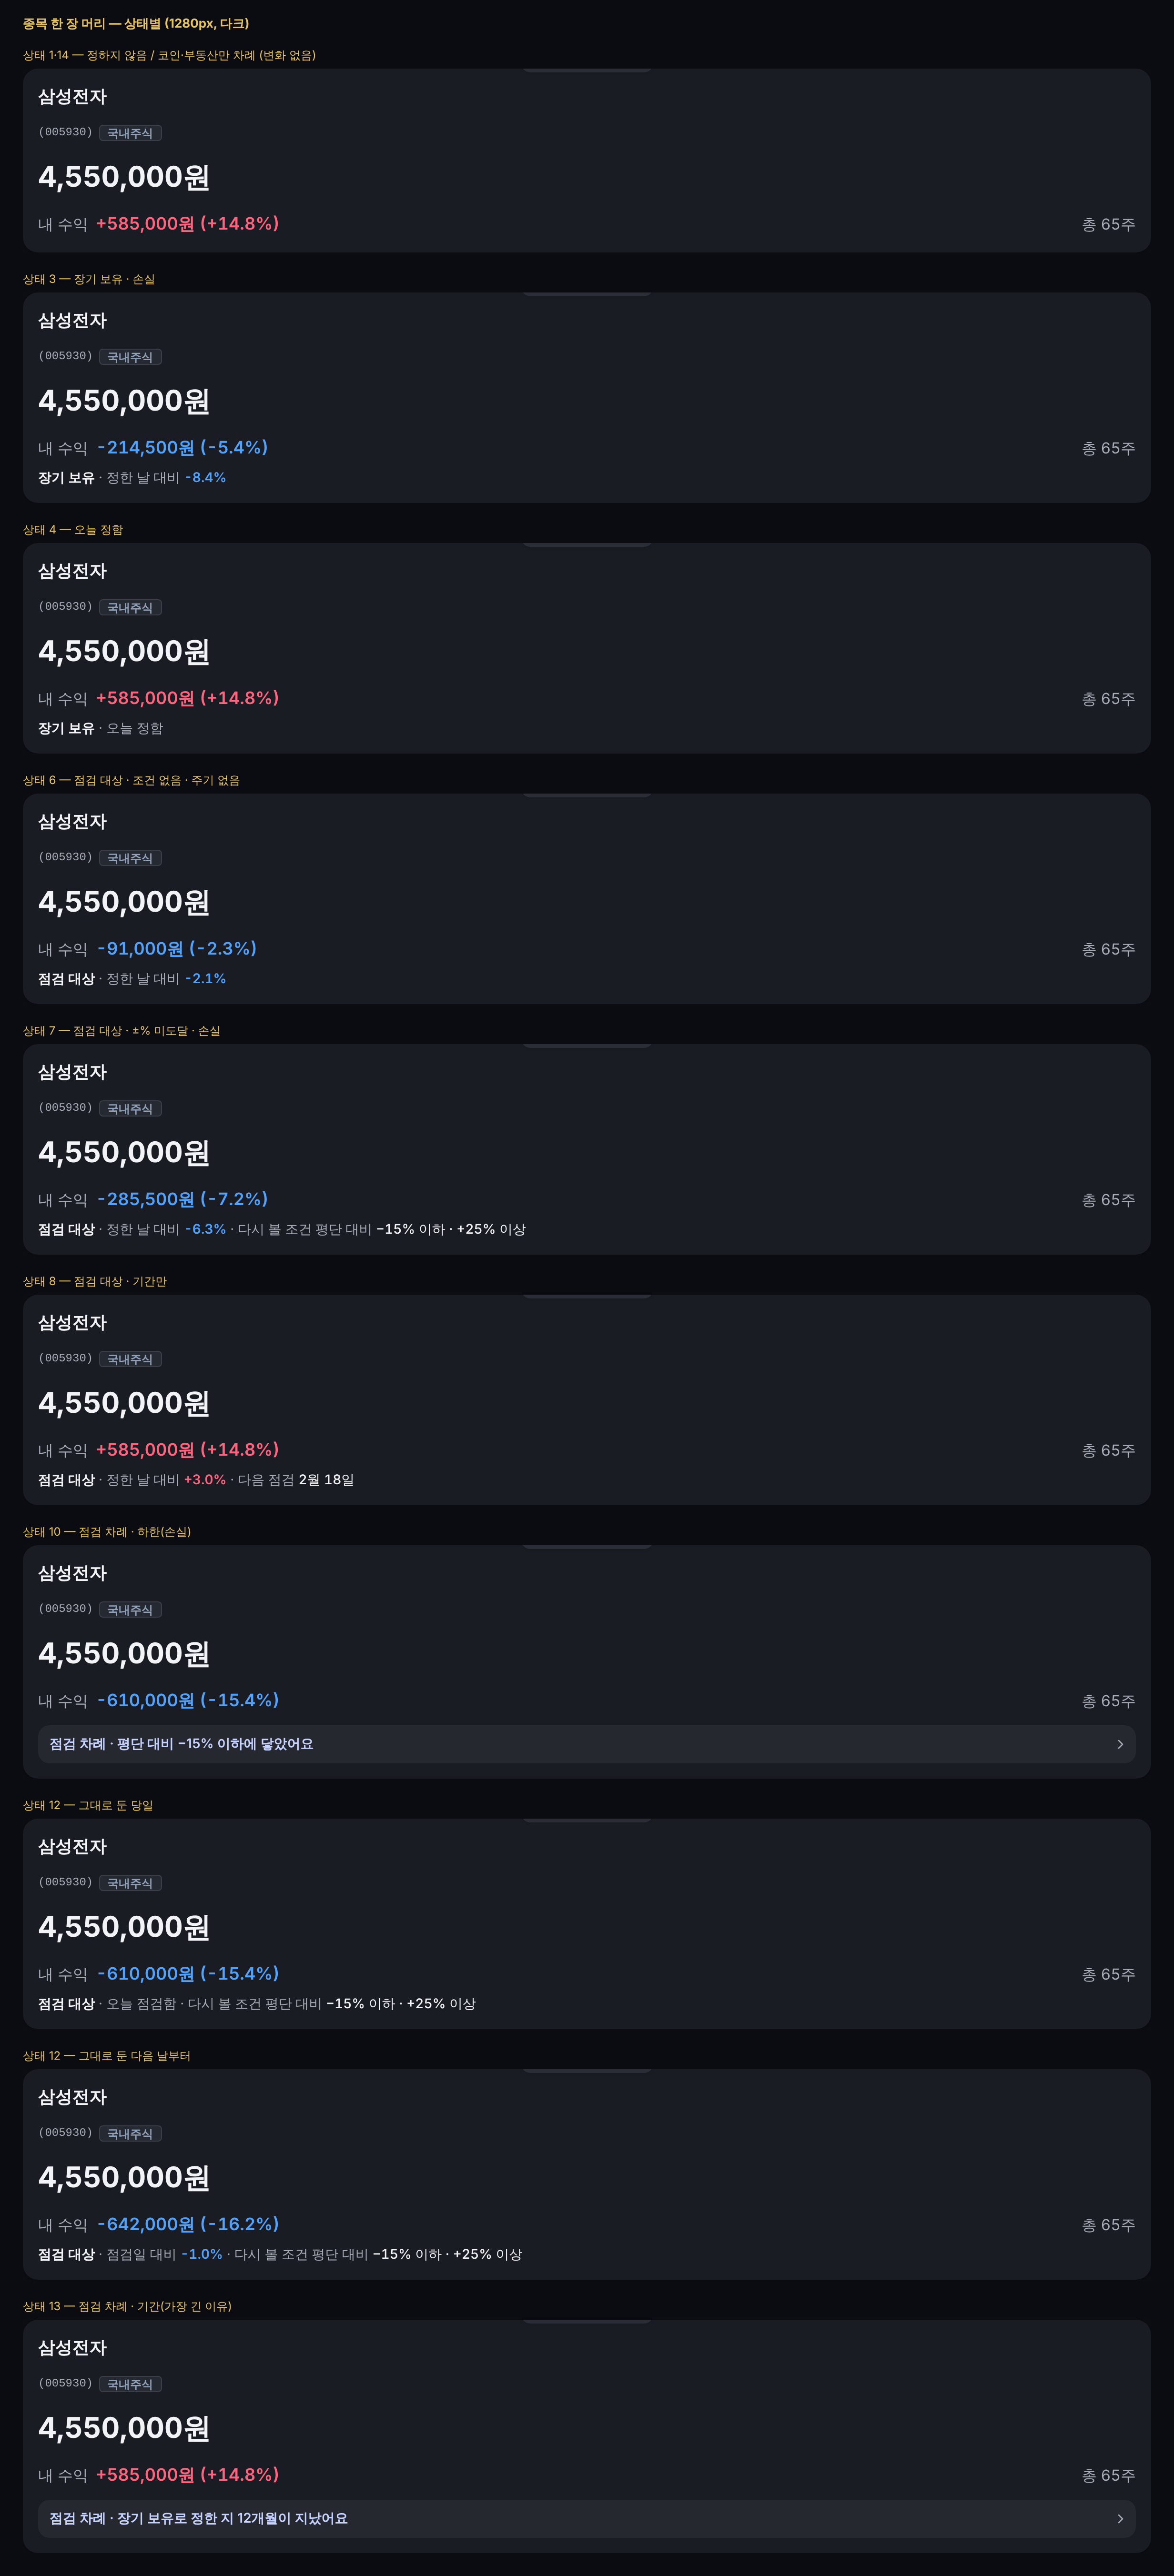 종목 한 장 머리 — 상태별 (1280px, 다크)
상태 1·14 — 정하지 않음 / 코인·부동산만 차례 (변화 없음)
삼성전자
(005930) 국내주식
4,550,000원
내 수익 +585,000원 (+14.8%) 총 65주
상태 3 — 장기 보유 · 손실
삼성전자
(005930) 국내주식
4,550,000원
내 수익 -214,500원 (-5.4%) 총 65주
장기 보유 · 정한 날 대비 -8.4%
상태 4 — 오늘 정함
삼성전자
(005930) 국내주식
4,550,000원
내 수익 +585,000원 (+14.8%) 총 65주
장기 보유 · 오늘 정함
상태 6 — 점검 대상 · 조건 없음 · 주기 없음
삼성전자
(005930) 국내주식
4,550,000원
내 수익 -91,000원 (-2.3%) 총 65주
점검 대상 · 정한 날 대비 -2.1%
상태 7 — 점검 대상 · ±% 미도달 · 손실
삼성전자
(005930) 국내주식
4,550,000원
내 수익 -285,500원 (-7.2%) 총 65주
점검 대상 · 정한 날 대비 -6.3% · 다시 볼 조건 평단 대비 −15% 이하 · +25% 이상
상태 8 — 점검 대상 · 기간만
삼성전자
(005930) 국내주식
4,550,000원
내 수익 +585,000원 (+14.8%) 총 65주
점검 대상 · 정한 날 대비 +3.0% · 다음 점검 2월 18일
상태 10 — 점검 차례 · 하한(손실)
삼성전자
(005930) 국내주식
4,550,000원
내 수익 -610,000원 (-15.4%) 총 65주
점검 차례 · 평단 대비 −15% 이하에 닿았어요
상태 12 — 그대로 둔 당일
삼성전자
(005930) 국내주식
4,550,000원
내 수익 -610,000원 (-15.4%) 총 65주
점검 대상 · 오늘 점검함 · 다시 볼 조건 평단 대비 −15% 이하 · +25% 이상
상태 12 — 그대로 둔 다음 날부터
삼성전자
(005930) 국내주식
4,550,000원
내 수익 -642,000원 (-16.2%) 총 65주
점검 대상 · 점검일 대비 -1.0% · 다시 볼 조건 평단 대비 −15% 이하 · +25% 이상
상태 13 — 점검 차례 · 기간(가장 긴 이유)
삼성전자
(005930) 국내주식
4,550,000원
내 수익 +585,000원 (+14.8%) 총 65주
점검 차례 · 장기 보유로 정한 지 12개월이 지났어요